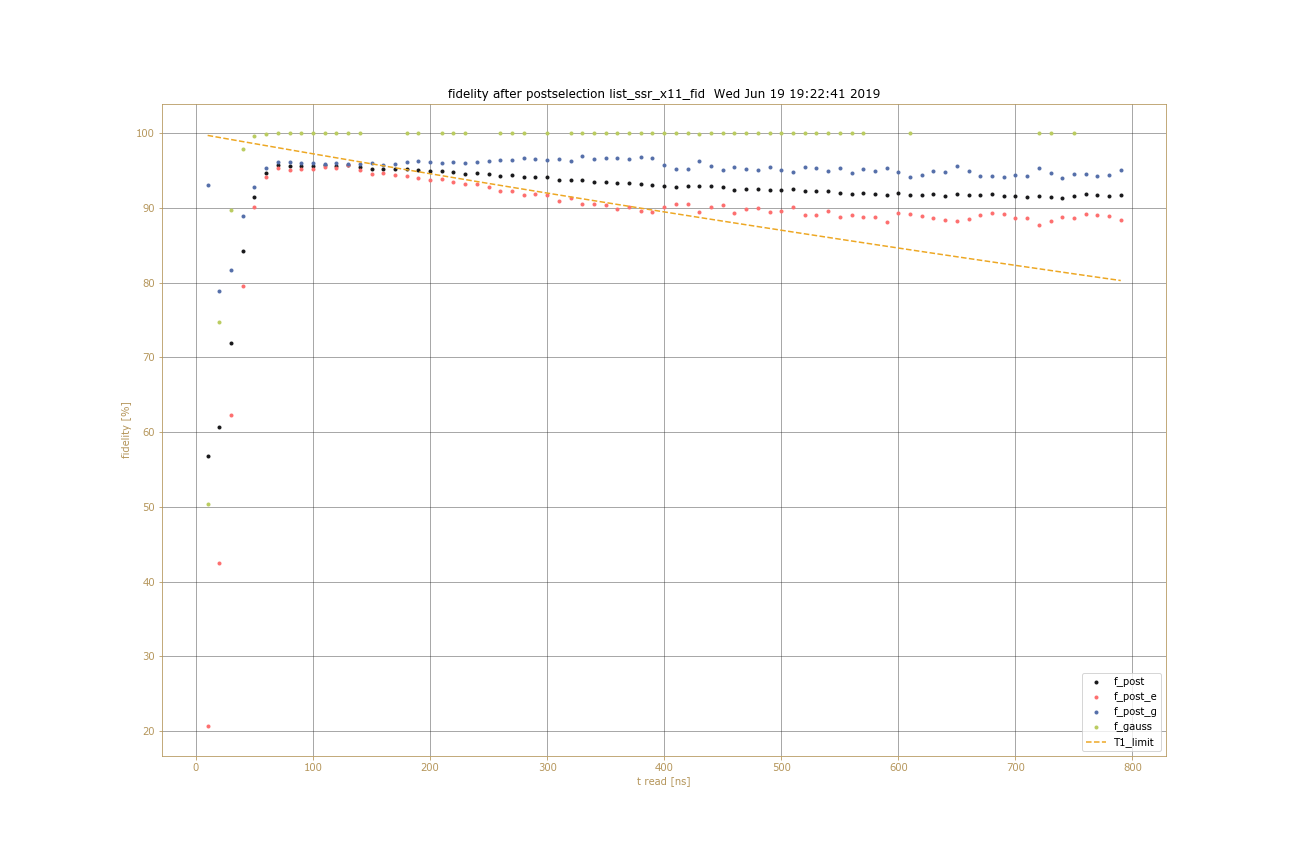 fidelity after postselection list_ssr_x11_fid  Wed Jun 19 19:22:41 2019
100
90
80
70
60
50
40
30
20
fidelity [%]
0 100 200 300 400 500 600 700 800
t read [ns]
f_post
f_post_e
f_post_g
f_gauss
T1_limit